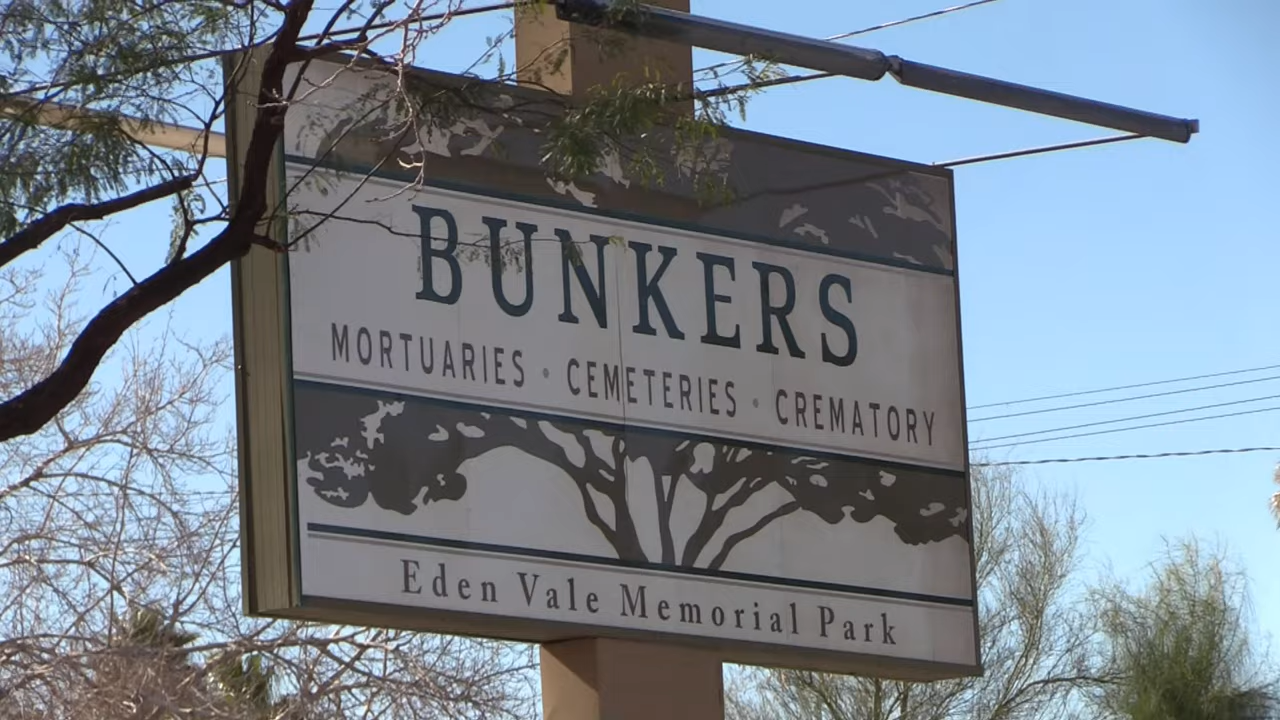 BUNKERS
MORTUARIES · CEMETERIES · CREMATORY
Eden Vale Memorial Park